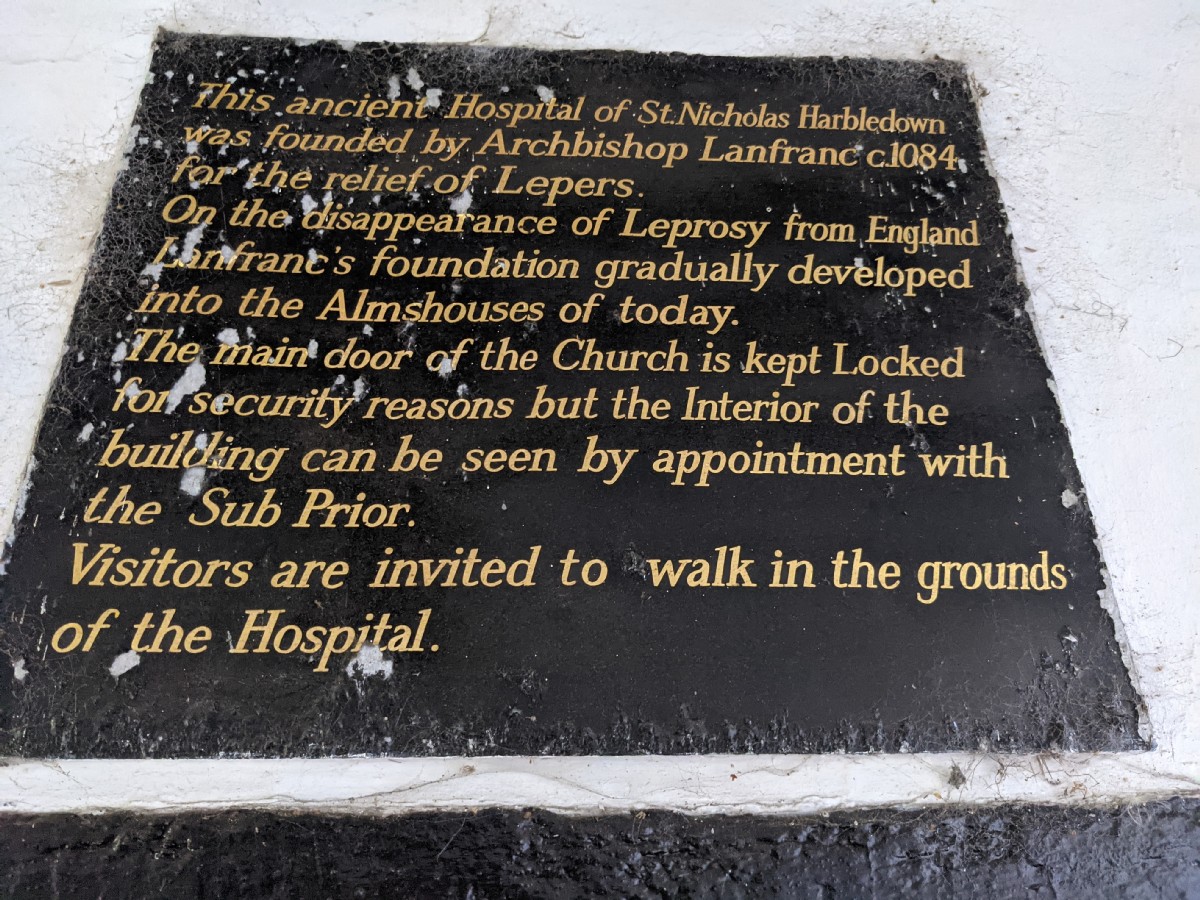 This ancient Hospital of St.Nicholas Harbledown
was founded by Archbishop Lanfranc c.1084
for the relief of Lepers.
On the disappearance of Leprosy from England
Lanfranc's foundation gradually developed
into the Almshouses of today.
The main door of the Church is kept Locked
for security reasons but the Interior of the
building can be seen by appointment with
the Sub Prior.
Visitors are invited to walk in the grounds
of the Hospital.